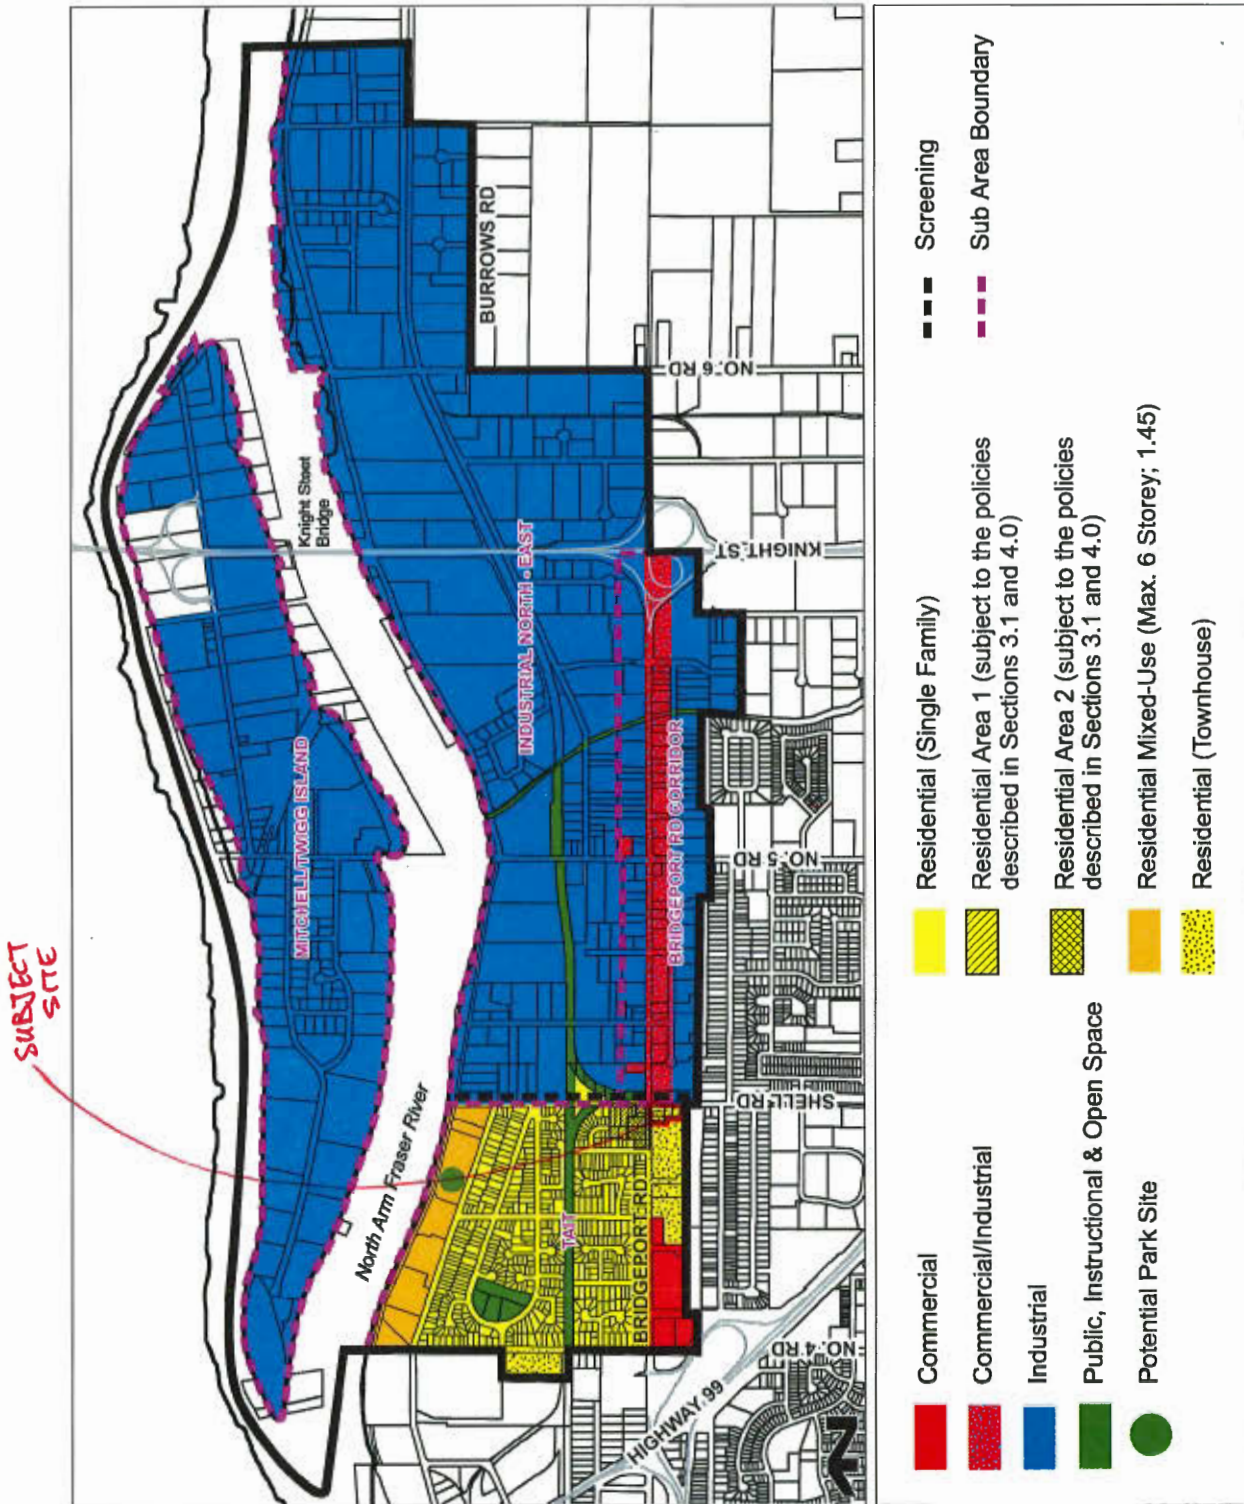 SUBJECT
SITE
BURROWS RD
NO. 6 RD
Knight Street
Bridge
KNIGHT ST
INDUSTRIAL NORTH - EAST
MITCHELL/TWIGG ISLAND
BRIDGEPORT RD CORRIDOR
NO. 5 RD
SHELL RD
North Arm Fraser River
TAIT
BRIDGEPORT RD
NO. 4 RD
HIGHWAY 99
N
Commercial
Commercial/Industrial
Industrial
Public, Instructional & Open Space
Potential Park Site
Residential (Single Family)
Residential Area 1 (subject to the policies
described in Sections 3.1 and 4.0)
Residential Area 2 (subject to the policies
described in Sections 3.1 and 4.0)
Residential Mixed-Use (Max. 6 Storey; 1.45)
Residential (Townhouse)
Screening
Sub Area Boundary